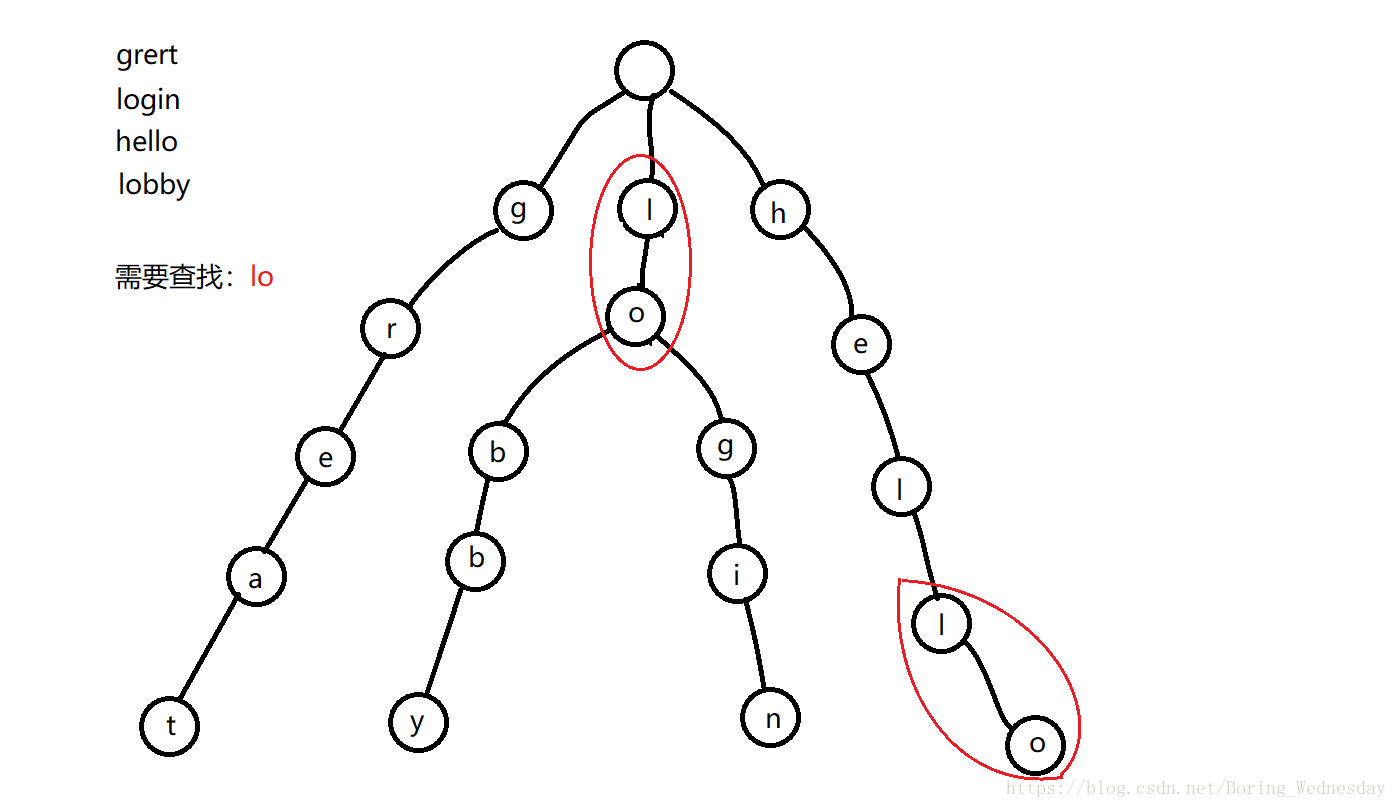 grert
login
hello
lobby
需要查找：lo
g
l
h
r
o
e
e
b
g
l
a
b
i
l
t
y
n
o
https://blog.csdn.net/Boring_Wednesday